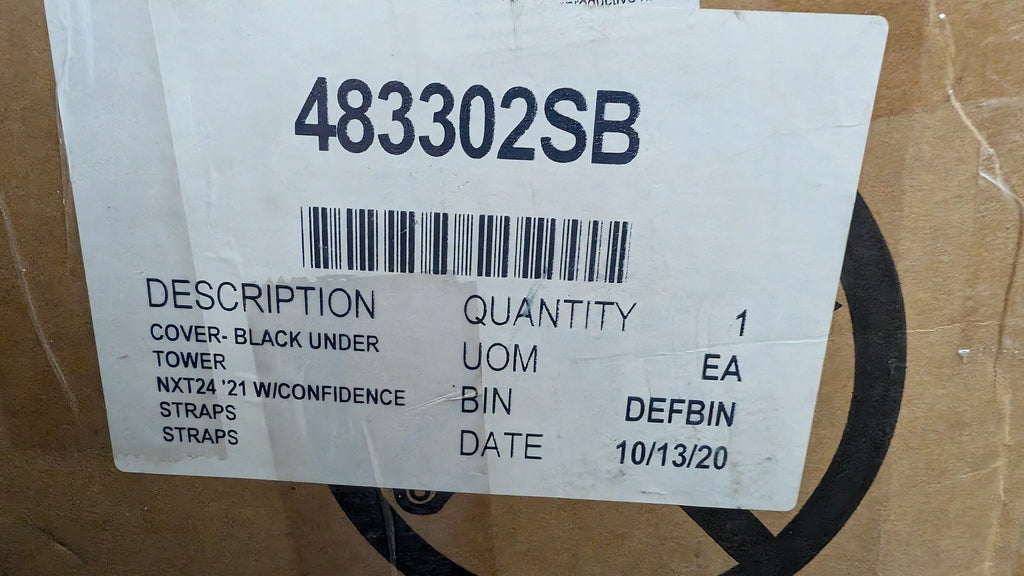 483302SB
DESCRIPTION
COVER- BLACK UNDER
TOWER
NXT24 '21 W/CONFIDENCE
STRAPS
STRAPS
QUANTITY 1
UOM EA
BIN DEFBIN
DATE 10/13/20